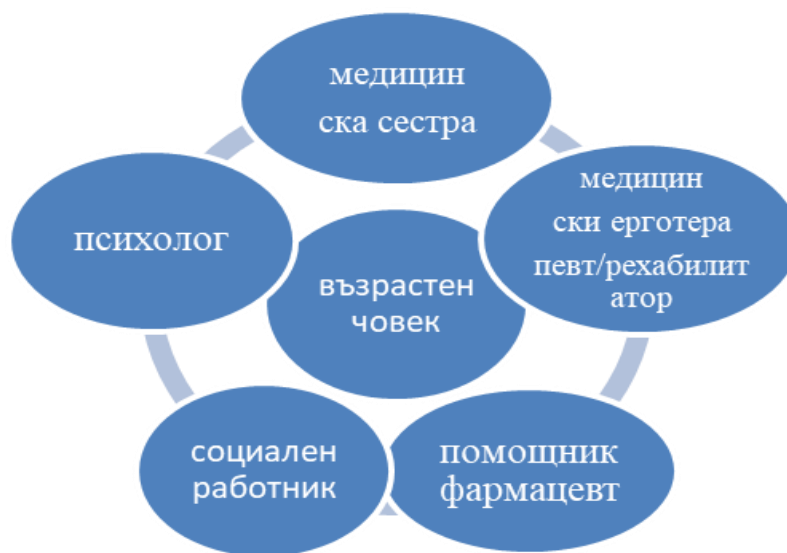 медицин
ска сестра
медицин
ски ерготера
певт/рехабилит
атор
психолог
възрастен
човек
социален
работник
помощник
фармацевт